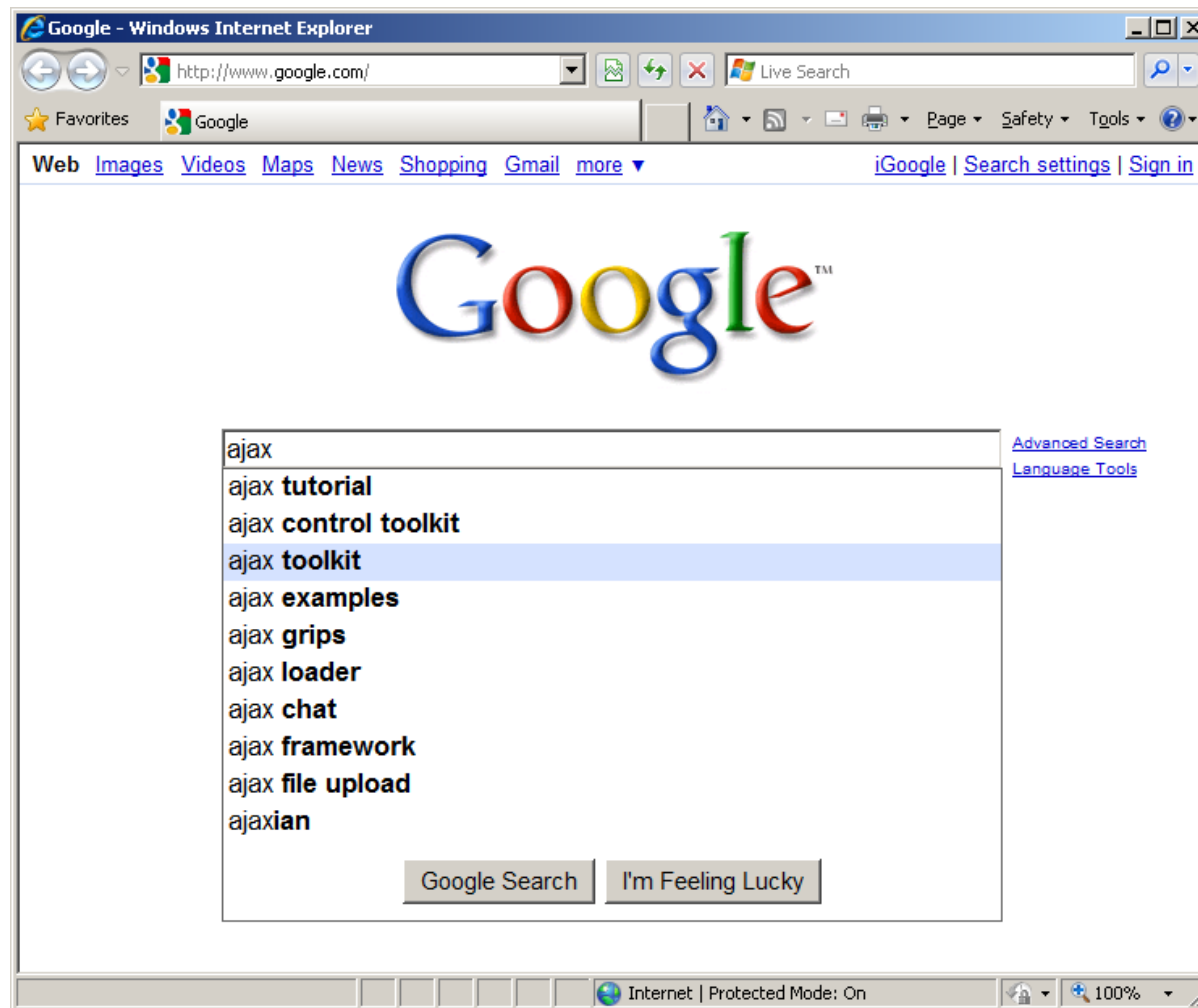 Google - Windows Internet Explorer
http://www.google.com/
Live Search
Favorites
Google
Page
Safety
Tools
Web Images Videos Maps News Shopping Gmail more ▼
iGoogle | Search settings | Sign in
Google™
ajax
Advanced Search
Language Tools
ajax tutorial
ajax control toolkit
ajax toolkit
ajax examples
ajax grips
ajax loader
ajax chat
ajax framework
ajax file upload
ajaxian
Google Search
I'm Feeling Lucky
Internet | Protected Mode: On
100%